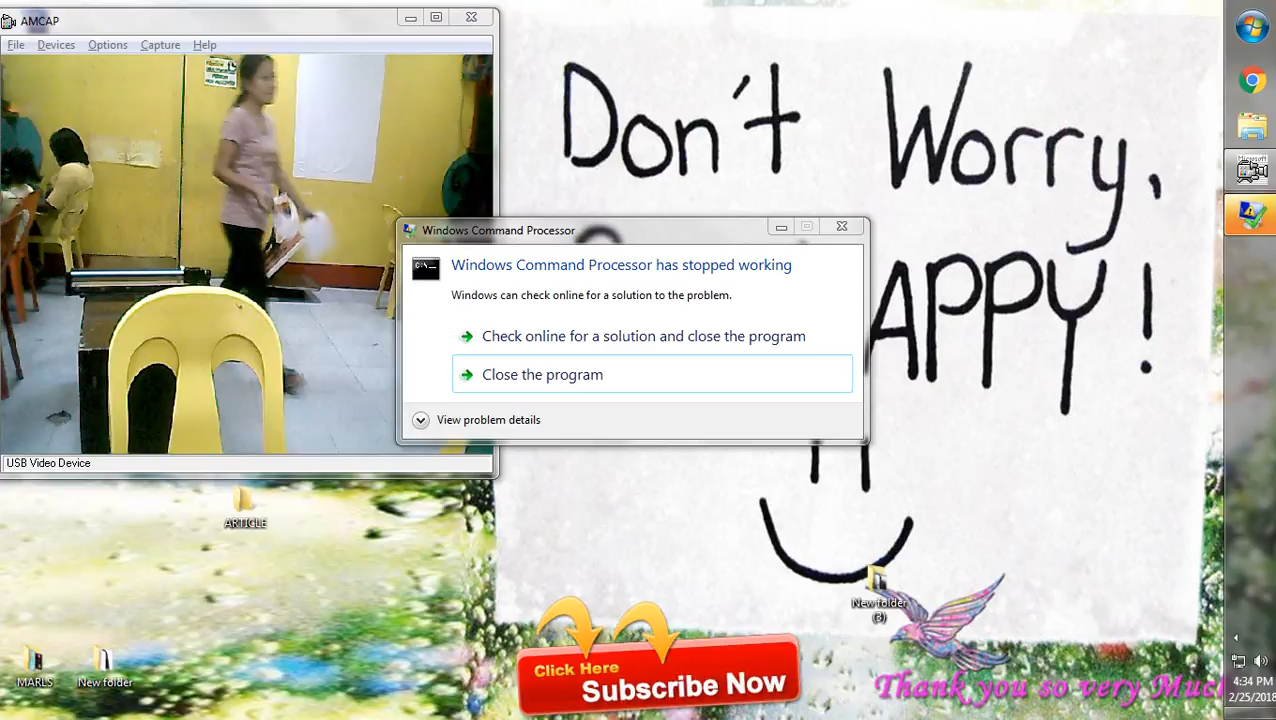 AMCAP
File Devices Options Capture Help
USB Video Device
Don't Worry,
APPY!
Windows Command Processor
C:\
Windows Command Processor has stopped working
Windows can check online for a solution to the problem.
Check online for a solution and close the program
Close the program
View problem details
ARTICLE
MARLS
New folder
New folder
(3)
Click Here
Subscribe Now
Thank you so very Much
Microsoft
4:34 PM
2/25/2018